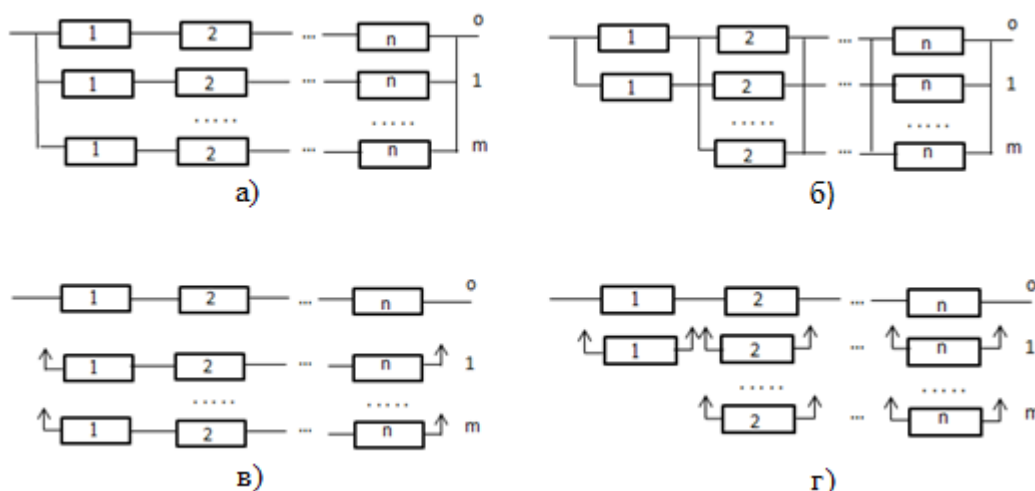 1 2 ... n o
1 2 ... n 1
..... .....
1 2 ... n m
а)
1 2 ... n o
1 2 ... n 1
..... .....
2 ... n m
б)
1 2 ... n o
1 2 ... n 1
..... .....
1 2 ... n m
в)
1 2 ... n o
1 2 ... n 1
..... .....
2 ... n m
г)